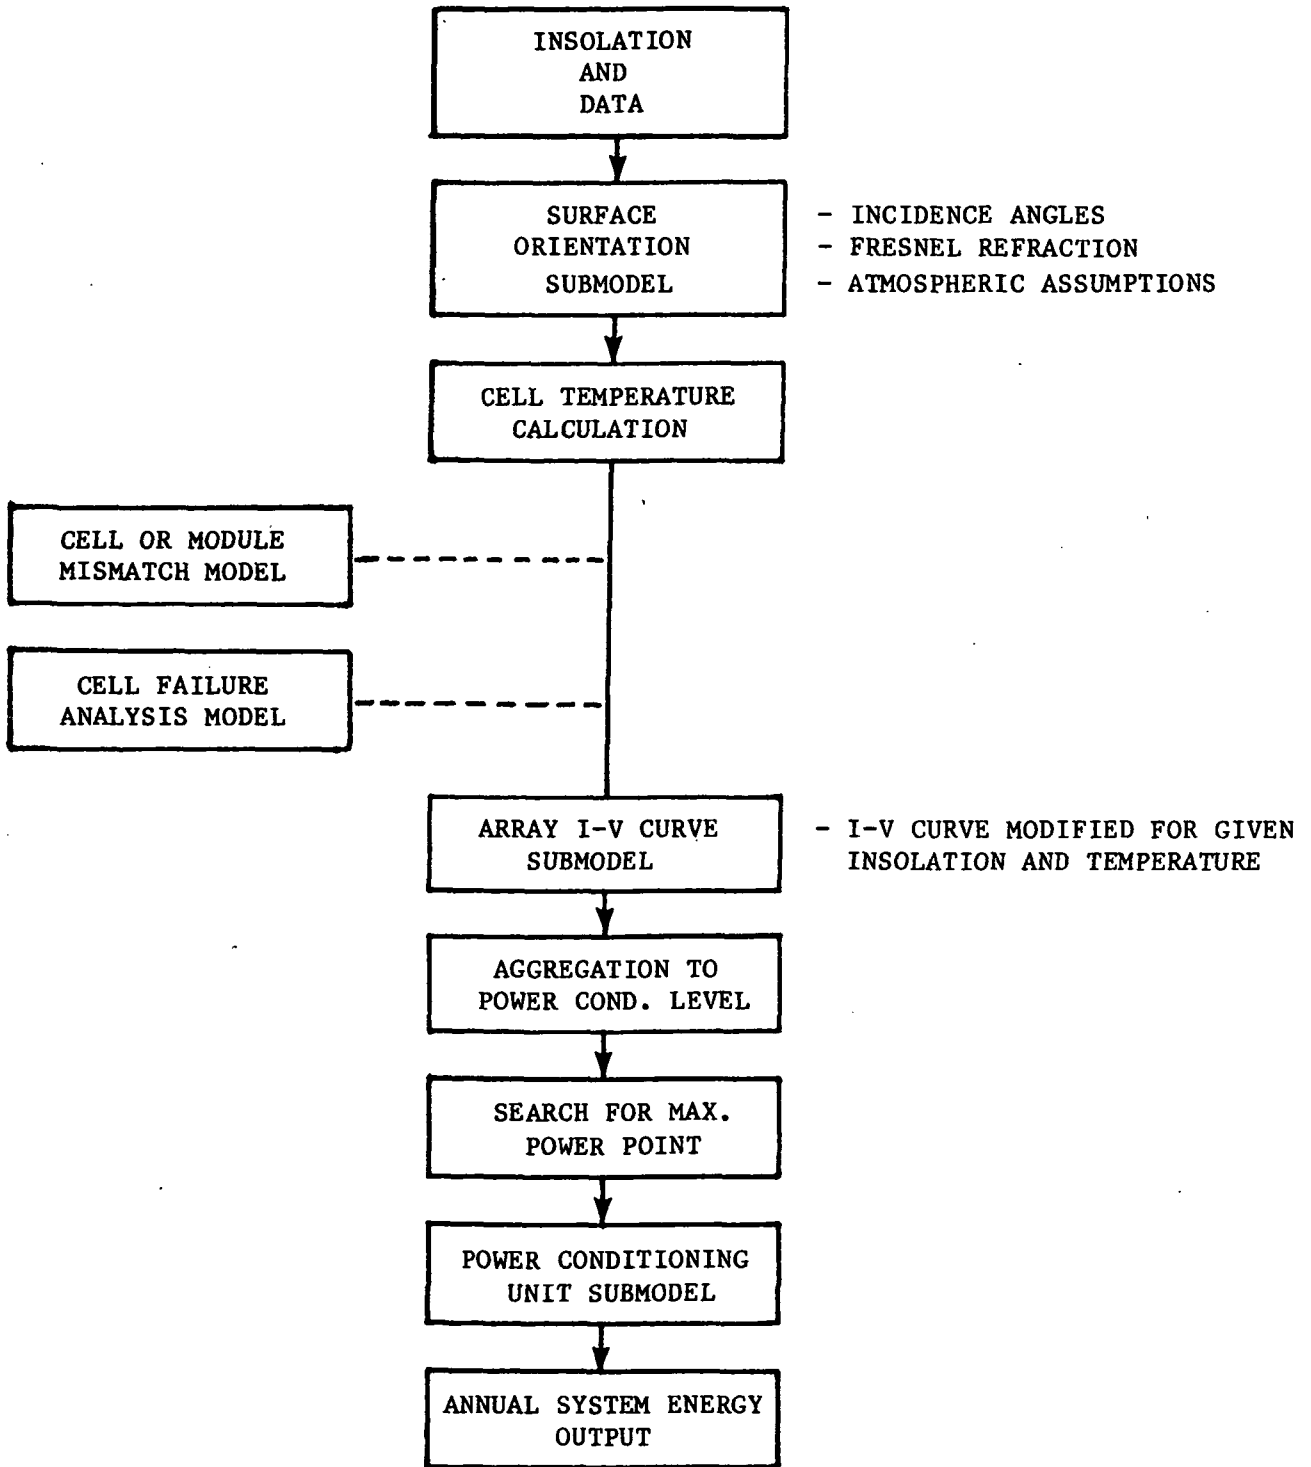 INSOLATION
AND
DATA
SURFACE
ORIENTATION
SUBMODEL
- INCIDENCE ANGLES
- FRESNEL REFRACTION
- ATMOSPHERIC ASSUMPTIONS
CELL TEMPERATURE
CALCULATION
CELL OR MODULE
MISMATCH MODEL
CELL FAILURE
ANALYSIS MODEL
ARRAY I-V CURVE
SUBMODEL
- I-V CURVE MODIFIED FOR GIVEN
INSOLATION AND TEMPERATURE
AGGREGATION TO
POWER COND. LEVEL
SEARCH FOR MAX.
POWER POINT
POWER CONDITIONING
UNIT SUBMODEL
ANNUAL SYSTEM ENERGY
OUTPUT